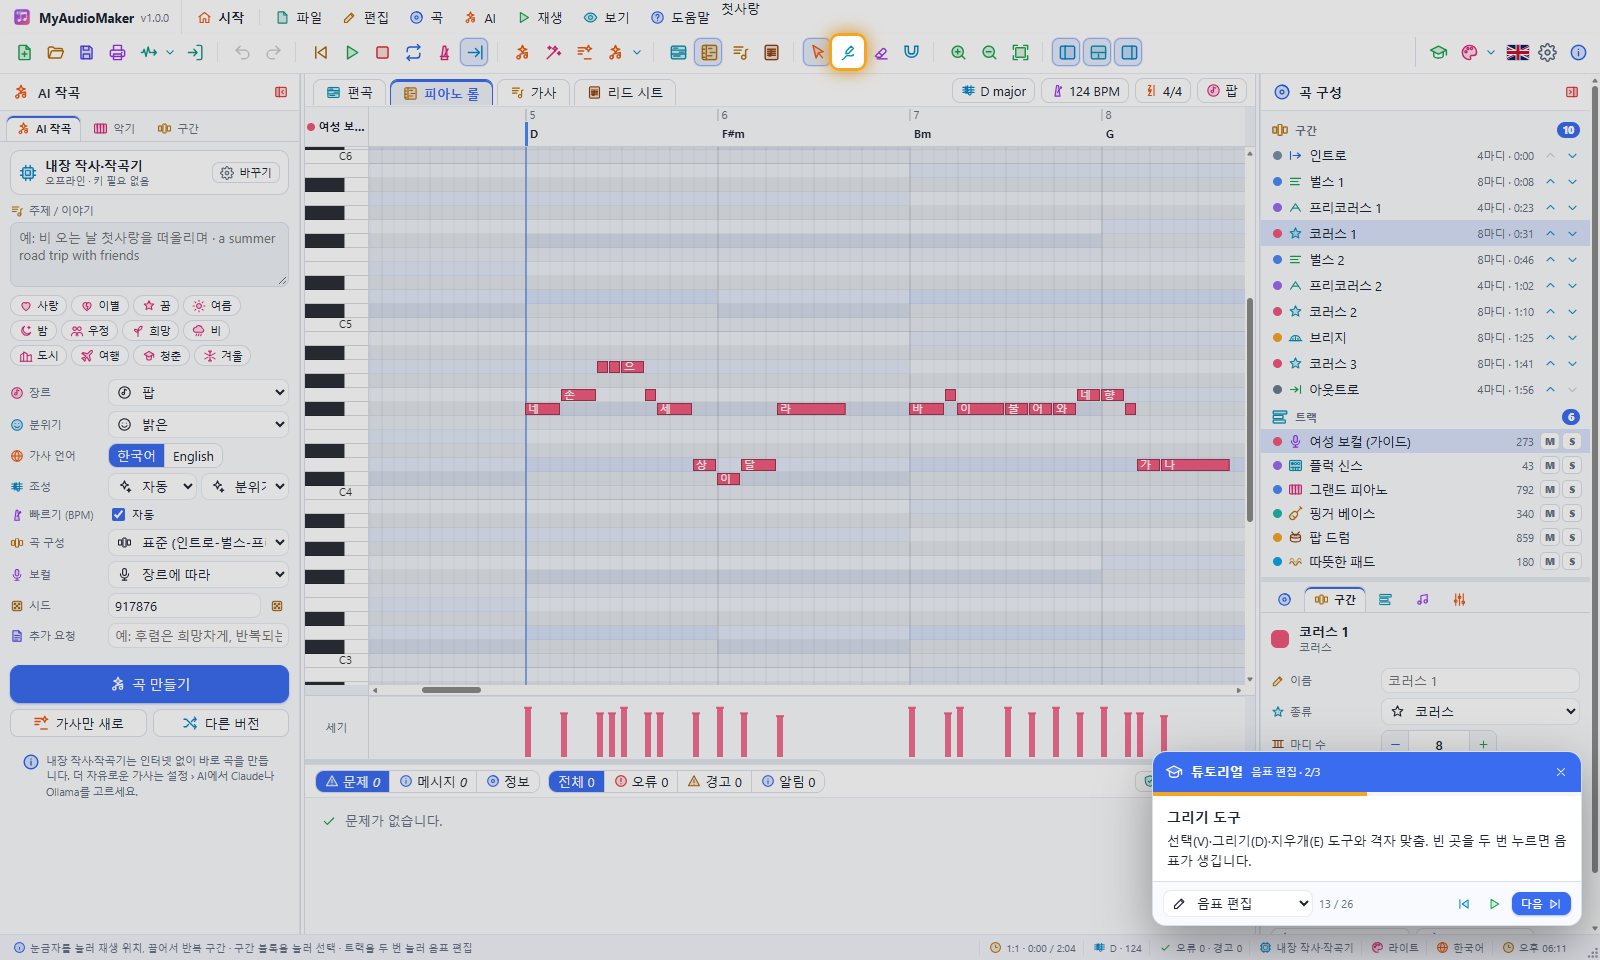 MyAudioMaker v1.0.0
시작 파일 편집 곡 AI 재생 보기 도움말 첫사랑
AI 작곡
AI 작곡 악기 구간
내장 작사·작곡기
오프라인 · 키 필요 없음
바꾸기
주제 / 이야기
예: 비 오는 날 첫사랑을 떠올리며 · a summer
road trip with friends
사랑 이별 꿈 여름
밤 우정 희망 비
도시 여행 청춘 겨울
장르 팝
분위기 밝은
가사 언어 한국어 English
조성 자동
빠르기 (BPM) 자동
곡 구성
보컬 장르에 따라
시드 917876
추가 요청
곡 만들기
가사만 새로 다른 버전
내장 작사·작곡기는 인터넷 없이 바로 곡을 만듭
니다. 더 자유로운 가사는 설정 › AI에서 Claude나
Ollama를 고르세요.
편곡 피아노 롤 가사 리드 시트
D major 124 BPM 4/4 팝
여성 보…
5 6 7 8
D F#m Bm G
C6
C5
으
손 네 향
네 세 라 바 이 불 어 와
상 달 가 나
이
C4
C3
세기
문제 0 메시지 0 정보 전체 0 오류 0 경고 0 알림 0
문제가 없습니다.
곡 구성
구간 10
인트로 4마디 · 0:00
벌스 1 8마디 · 0:08
프리코러스 1 4마디 · 0:23
코러스 1 8마디 · 0:31
벌스 2 8마디 · 0:46
프리코러스 2 4마디 · 1:02
코러스 2 8마디 · 1:10
브리지 8마디 · 1:25
코러스 3 8마디 · 1:41
아웃트로 4마디 · 1:56
트랙 6
여성 보컬 (가이드) 273 M S
플럭 신스 43 M S
그랜드 피아노 792 M S
핑거 베이스 340 M S
팝 드럼 859 M S
따뜻한 패드 180 M S
구간
코러스 1
코러스
이름 코러스 1
종류 코러스
마디 수 8
튜토리얼 음표 편집 · 2/3
그리기 도구
선택(V)·그리기(D)·지우개(E) 도구와 격자 맞춤. 빈 곳을 두 번 누르면 음
표가 생깁니다.
음표 편집 13 / 26 다음
눈금자를 눌러 재생 위치, 끌어서 반복 구간 · 구간 블록을 눌러 선택 · 트랙을 두 번 눌러 음표 편집
1:1 · 0:00 / 2:04 D · 124 오류 0 · 경고 0 내장 작사·작곡기 라이트 한국어 오후 06:11